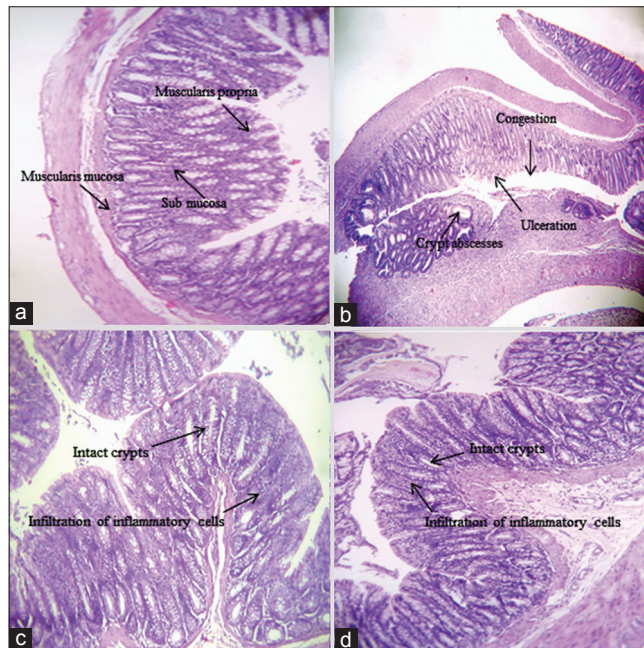 Muscularis propria
Muscularis mucosa
Sub mucosa
a
Congestion
Ulceration
Crypt abscesses
b
Intact crypts
Infiltration of inflammatory cells
c
Intact crypts
Infiltration of inflammatory cells
d